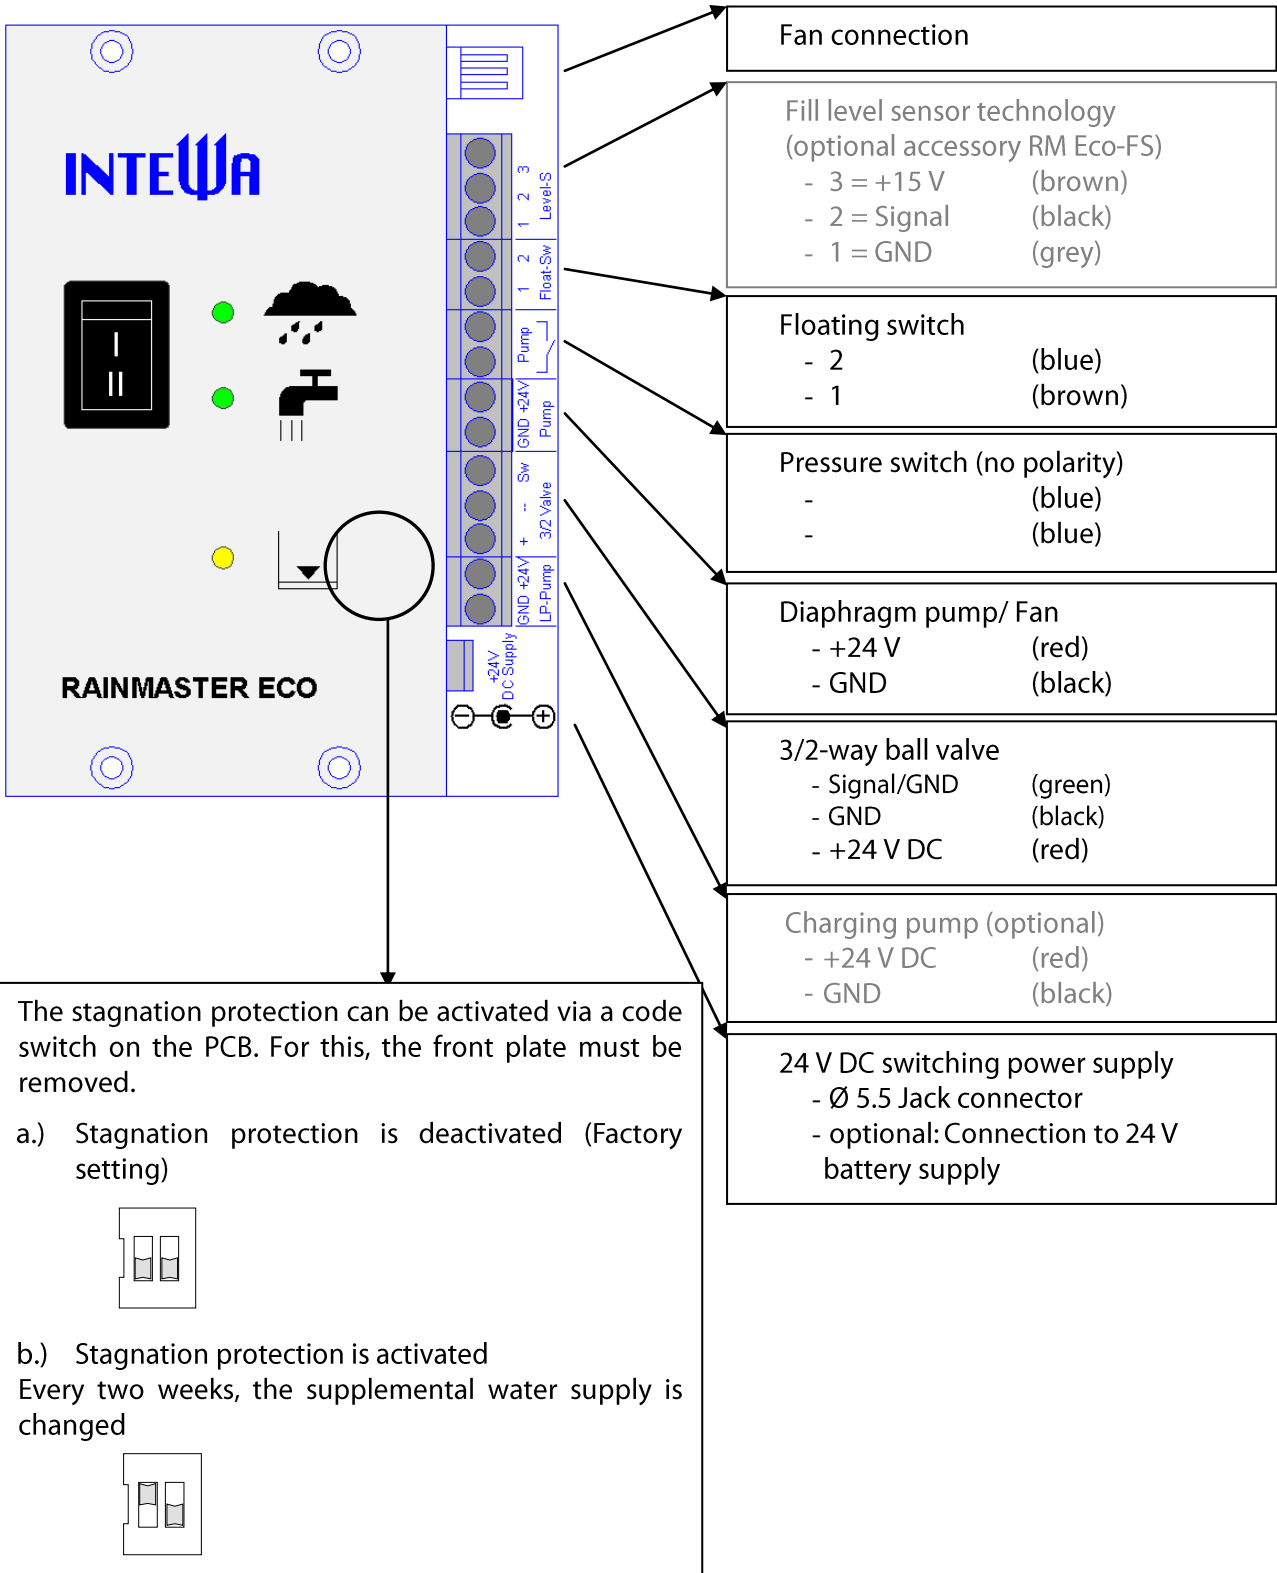 INTEWA
I
II
RAINMASTER ECO
3
2
1
Level-S
2
1
Float-Sw
Pump
GND +24V
Pump
Sw
--
+
3/2 Valve
GND +24V
LP-Pump
+24V
DC Supply
Fan connection
Fill level sensor technology
(optional accessory RM Eco-FS)
- 3 = +15 V (brown)
- 2 = Signal (black)
- 1 = GND (grey)
Floating switch
- 2 (blue)
- 1 (brown)
Pressure switch (no polarity)
- (blue)
- (blue)
Diaphragm pump/ Fan
- +24 V (red)
- GND (black)
3/2-way ball valve
- Signal/GND (green)
- GND (black)
- +24 V DC (red)
Charging pump (optional)
- +24 V DC (red)
- GND (black)
24 V DC switching power supply
- Ø 5.5 Jack connector
- optional: Connection to 24 V
battery supply
The stagnation protection can be activated via a code
switch on the PCB. For this, the front plate must be
removed.
a.) Stagnation protection is deactivated (Factory
setting)
b.) Stagnation protection is activated
Every two weeks, the supplemental water supply is
changed